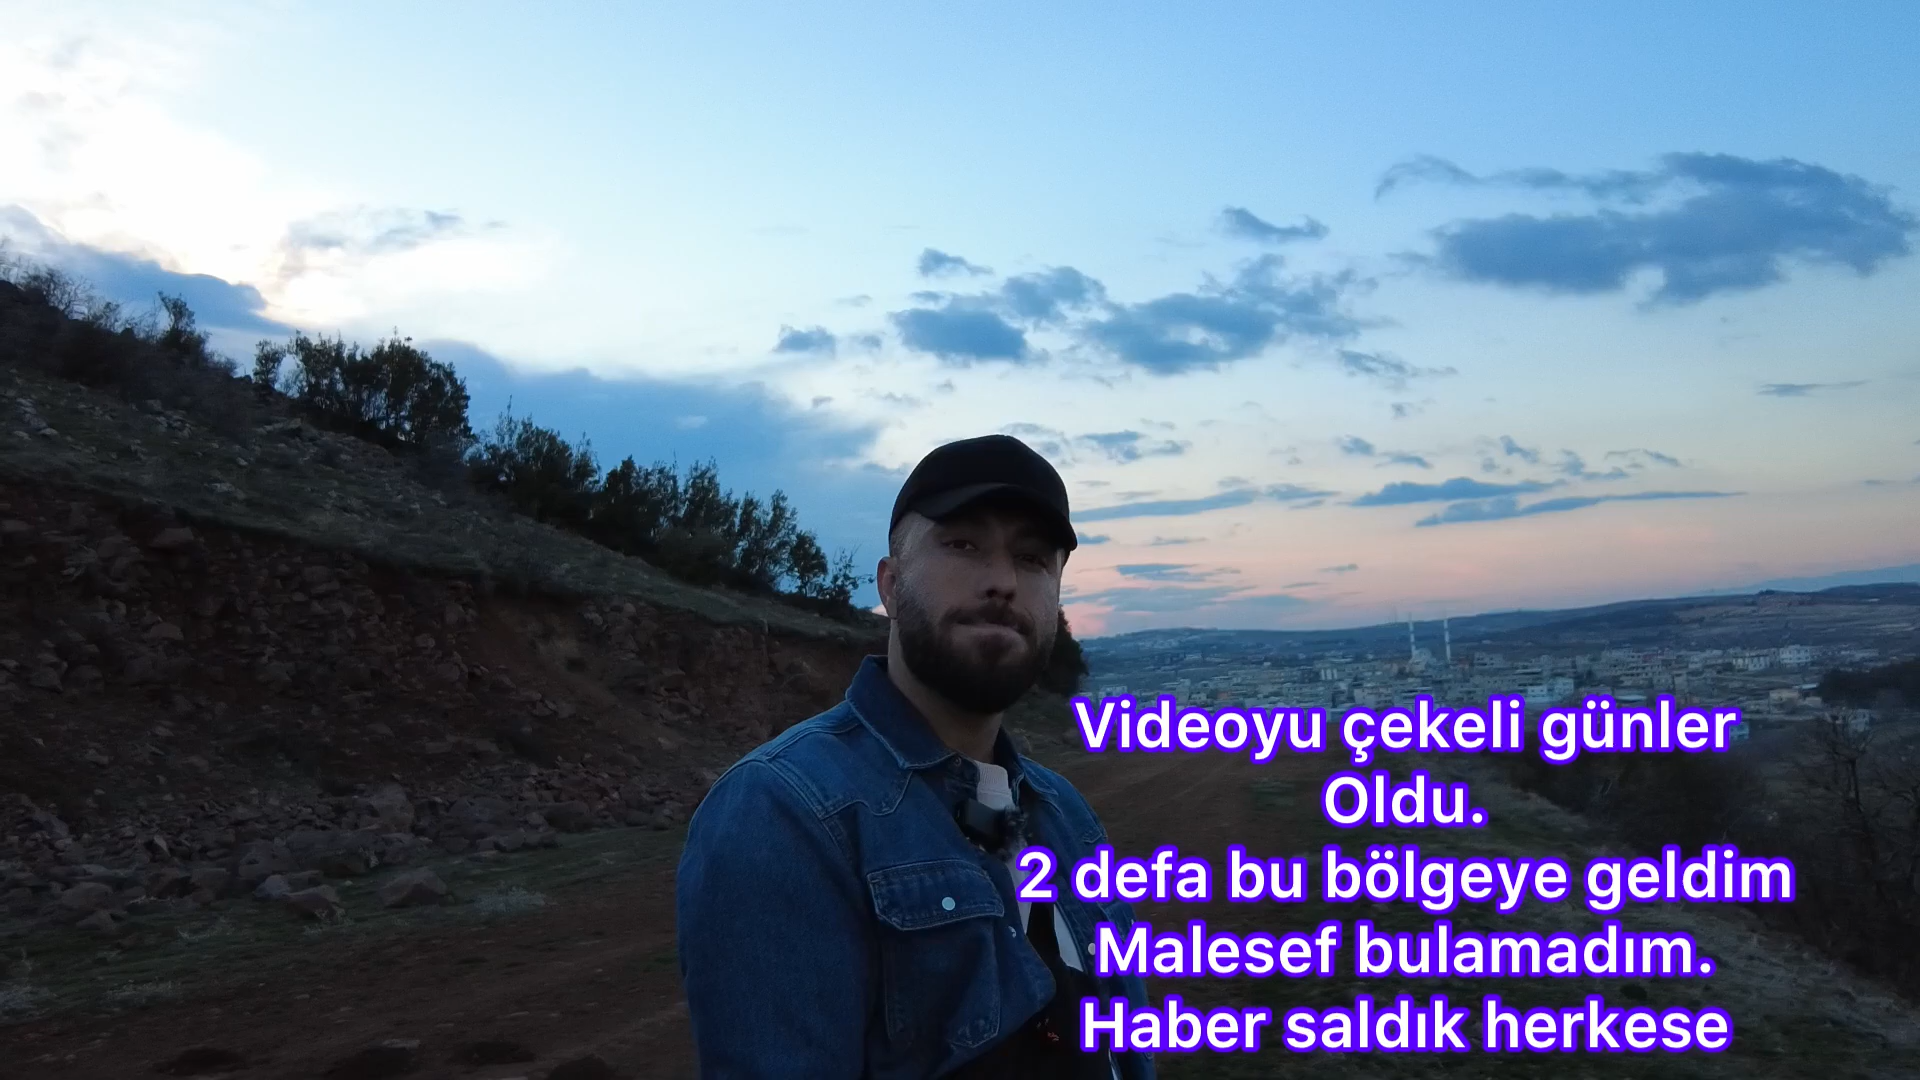 Videoyu çekeli günler
Oldu.
2 defa bu bölgeye geldim
Malesef bulamadım.
Haber saldık herkese